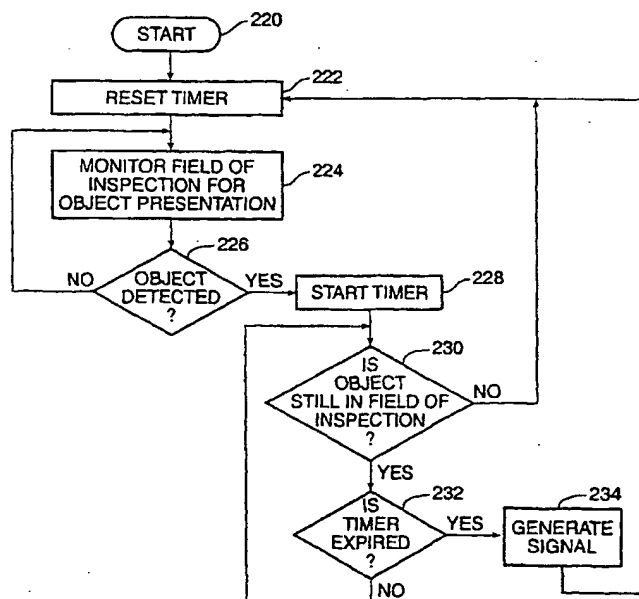 START
220
222
RESET TIMER
MONITOR FIELD OF
INSPECTION FOR
OBJECT PRESENTATION
224
226
NO
OBJECT
DETECTED
?
YES
START TIMER
228
IS
OBJECT
STILL IN FIELD OF
INSPECTION
?
230
NO
YES
232
IS
TIMER
EXPIRED
?
YES
234
GENERATE
SIGNAL
NO